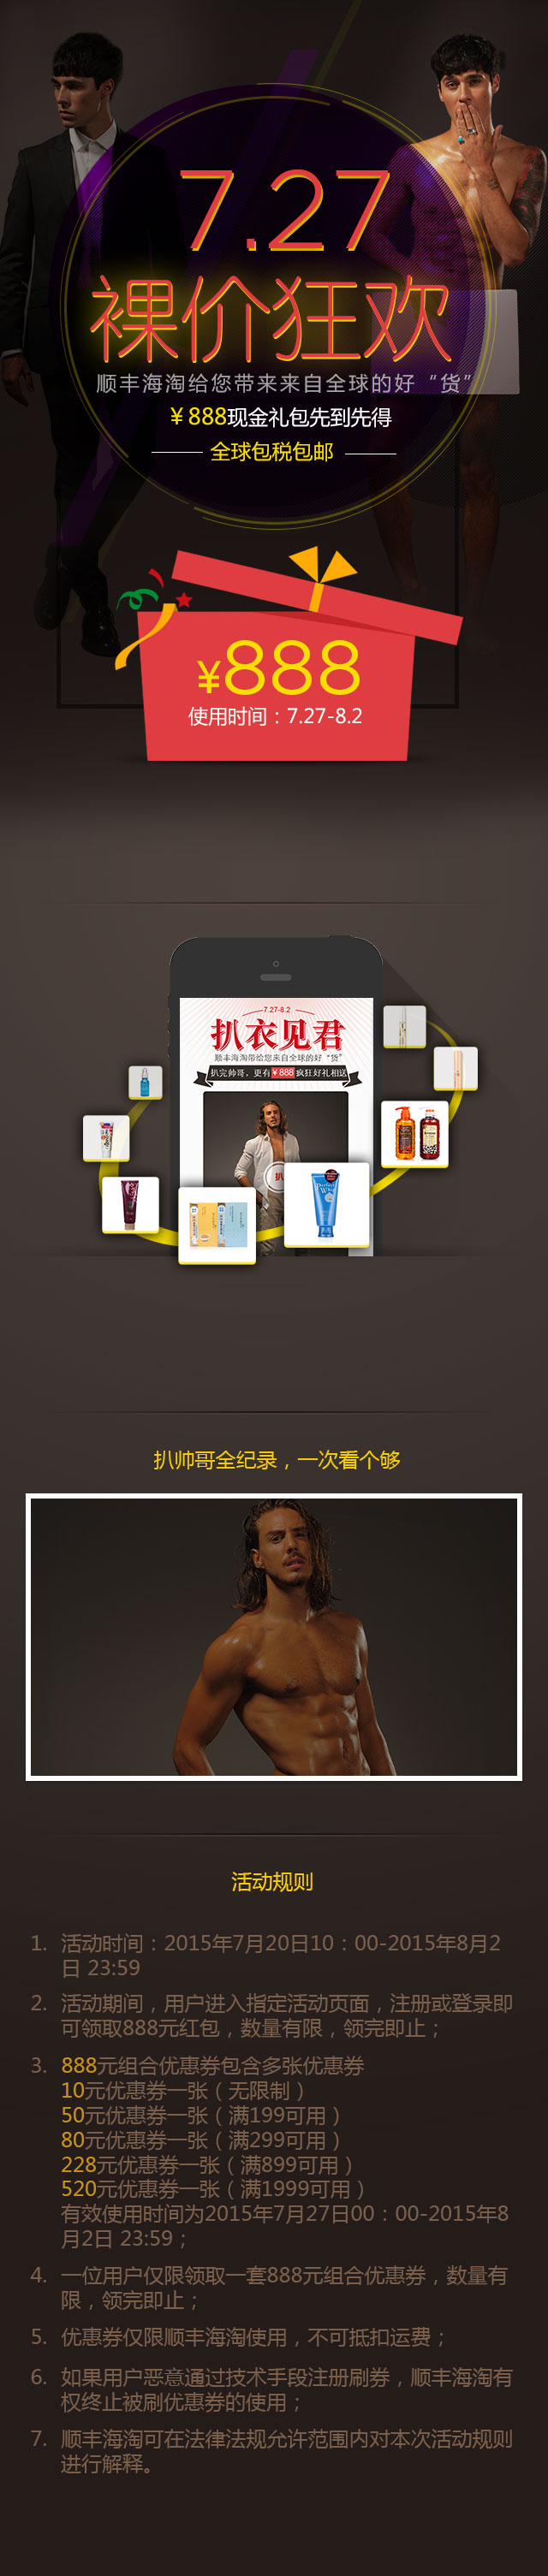 7.27
裸价狂欢
顺丰海淘给您带来来自全球的好“货”
￥888现金礼包先到先得
全球包税包邮
¥888
使用时间：7.27-8.2
7.27-8.2
扒衣见君
顺丰海淘带给您来自全球的好“货”
扒完帅哥，更有¥888疯狂好礼相送
扒
扒帅哥全纪录，一次看个够
活动规则
1. 活动时间：2015年7月20日10：00-2015年8月2
日 23:59
2. 活动期间，用户进入指定活动页面，注册或登录即
可领取888元红包，数量有限，领完即止；
3. 888元组合优惠券包含多张优惠券
10元优惠券一张（无限制）
50元优惠券一张（满199可用）
80元优惠券一张（满299可用）
228元优惠券一张（满899可用）
520元优惠券一张（满1999可用）
有效使用时间为2015年7月27日00：00-2015年8
月2日 23:59；
4. 一位用户仅限领取一套888元组合优惠券，数量有
限，领完即止；
5. 优惠券仅限顺丰海淘使用，不可抵扣运费；
6. 如果用户恶意通过技术手段注册刷券，顺丰海淘有
权终止被刷优惠券的使用；
7. 顺丰海淘可在法律法规允许范围内对本次活动规则
进行解释。